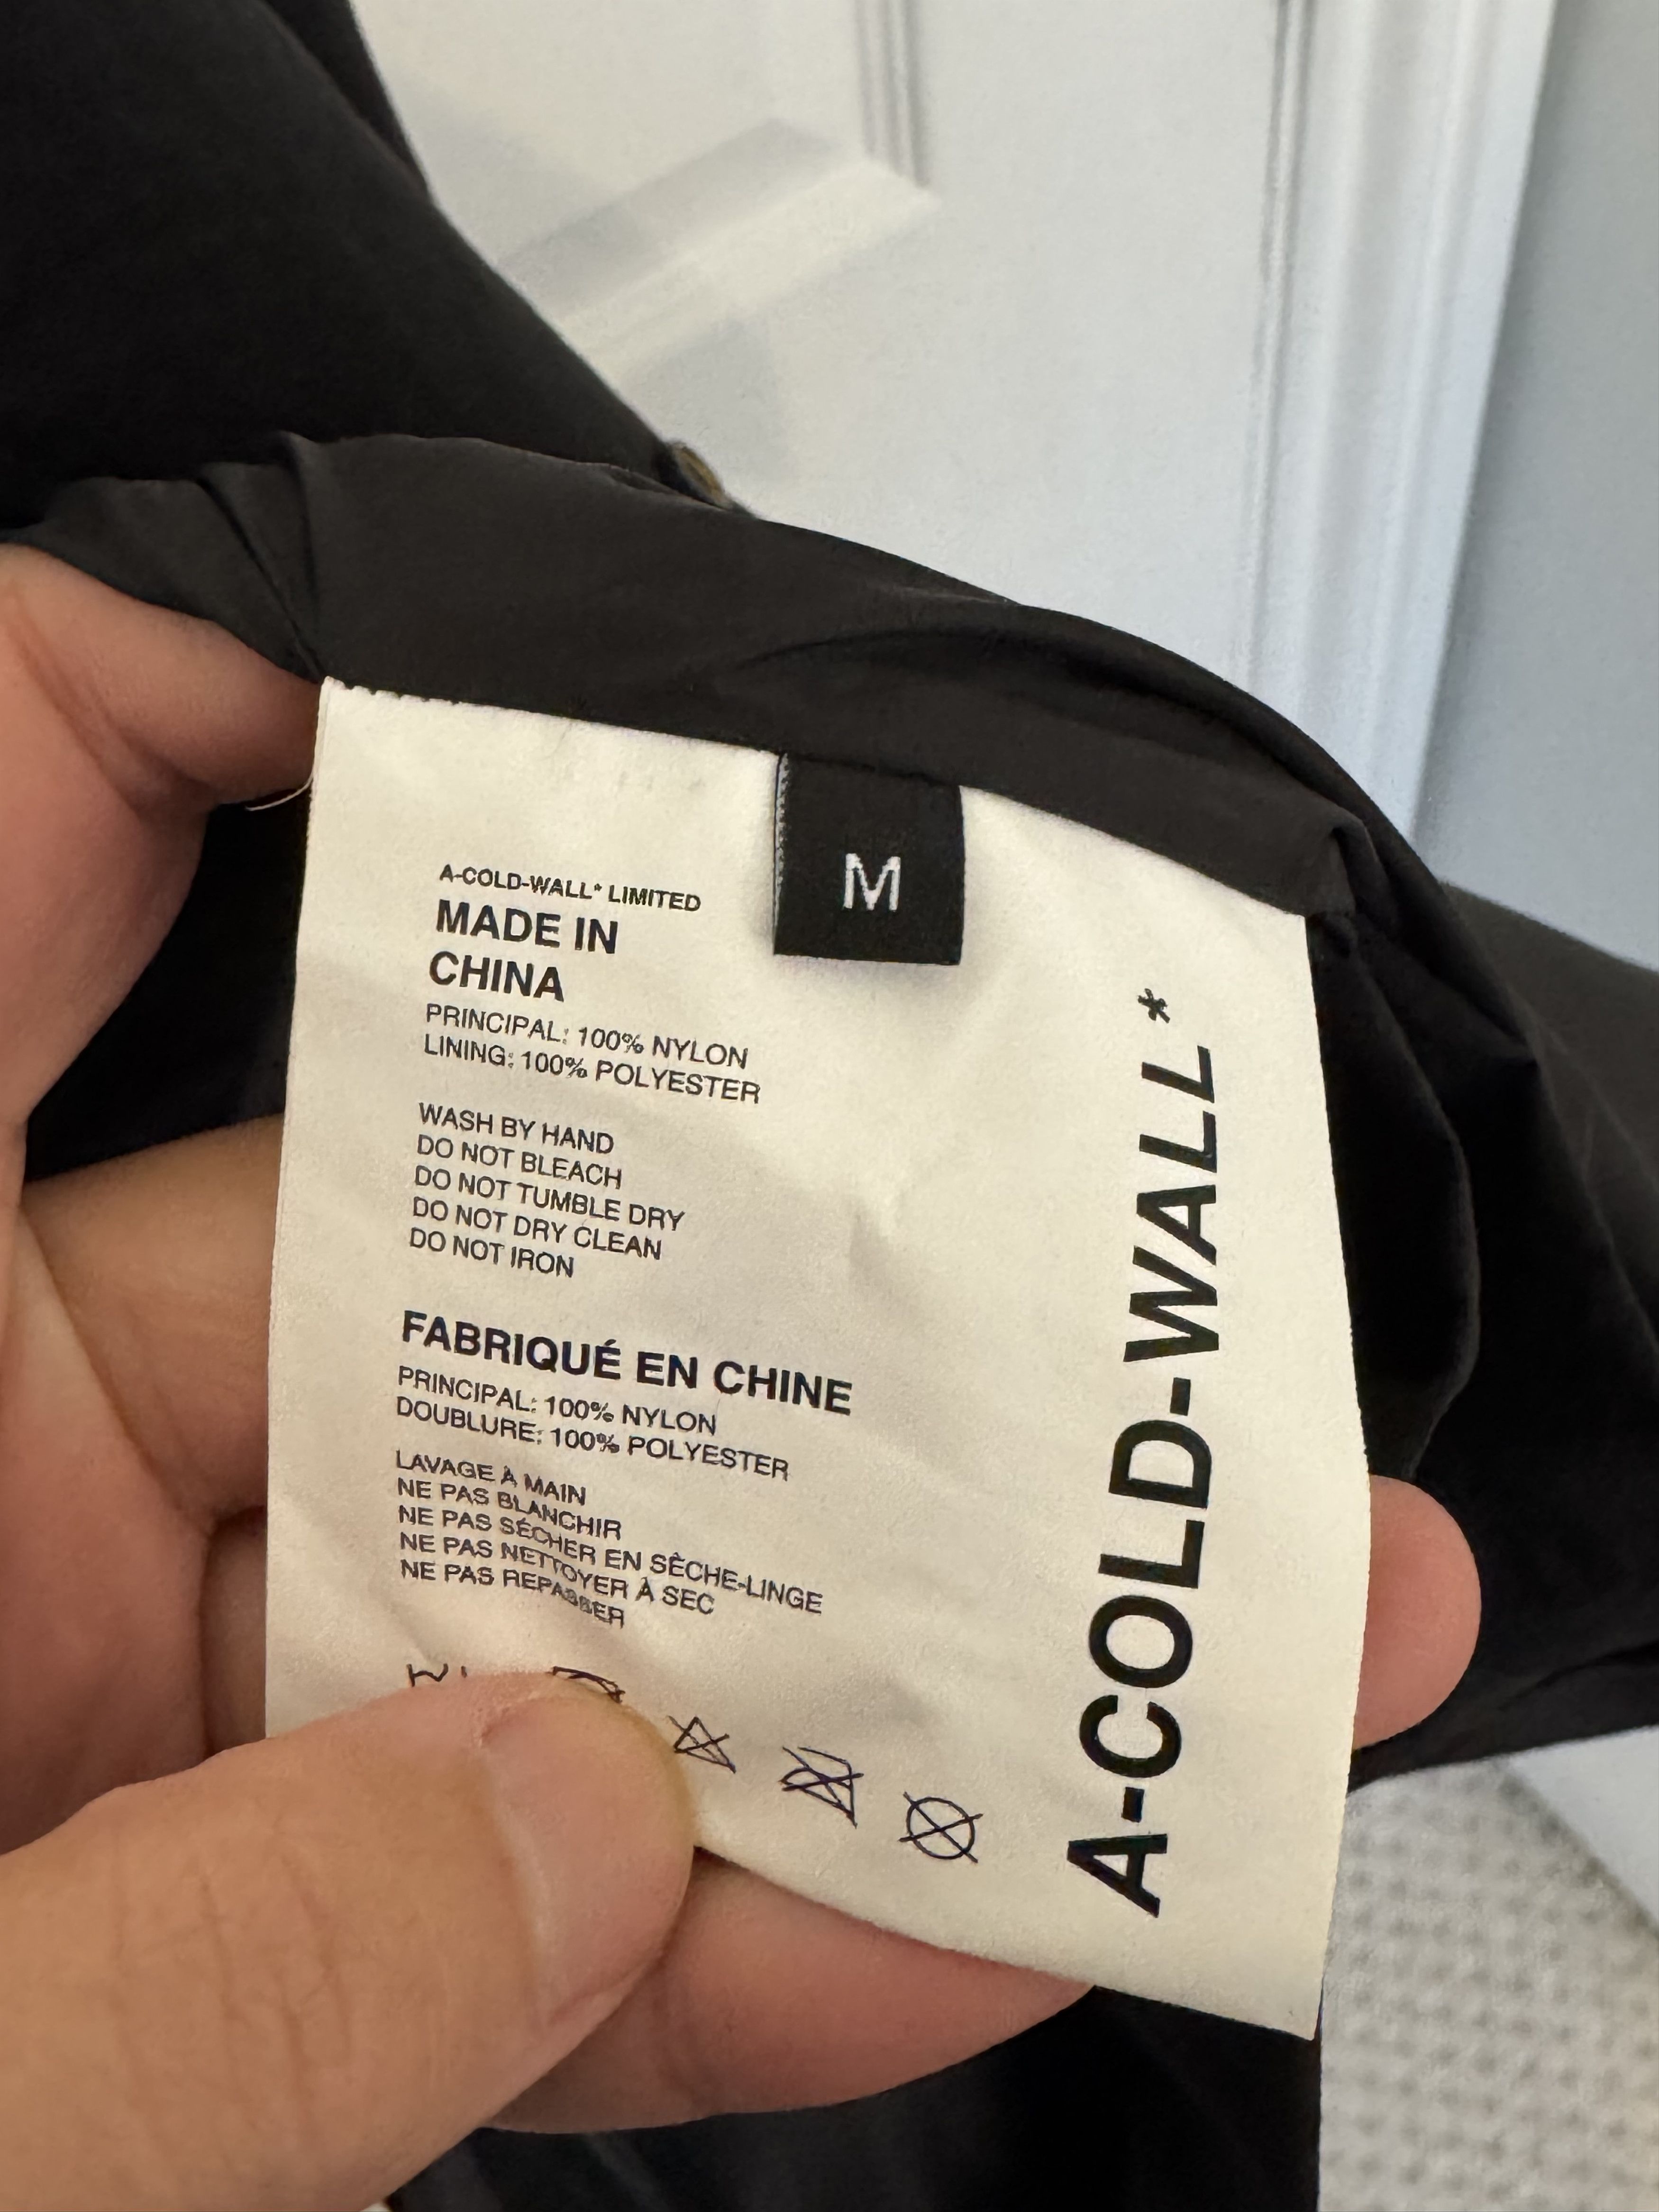 M
A-COLD-WALL* LIMITED
MADE IN
CHINA
PRINCIPAL: 100% NYLON
LINING: 100% POLYESTER
WASH BY HAND
DO NOT BLEACH
DO NOT TUMBLE DRY
DO NOT DRY CLEAN
DO NOT IRON
FABRIQUÉ EN CHINE
PRINCIPAL: 100% NYLON
DOUBLURE: 100% POLYESTER
LAVAGE À MAIN
NE PAS BLANCHIR
NE PAS SÉCHER EN SÈCHE-LINGE
NE PAS NETTOYER À SEC
NE PAS REPASSER
A-COLD-WALL*